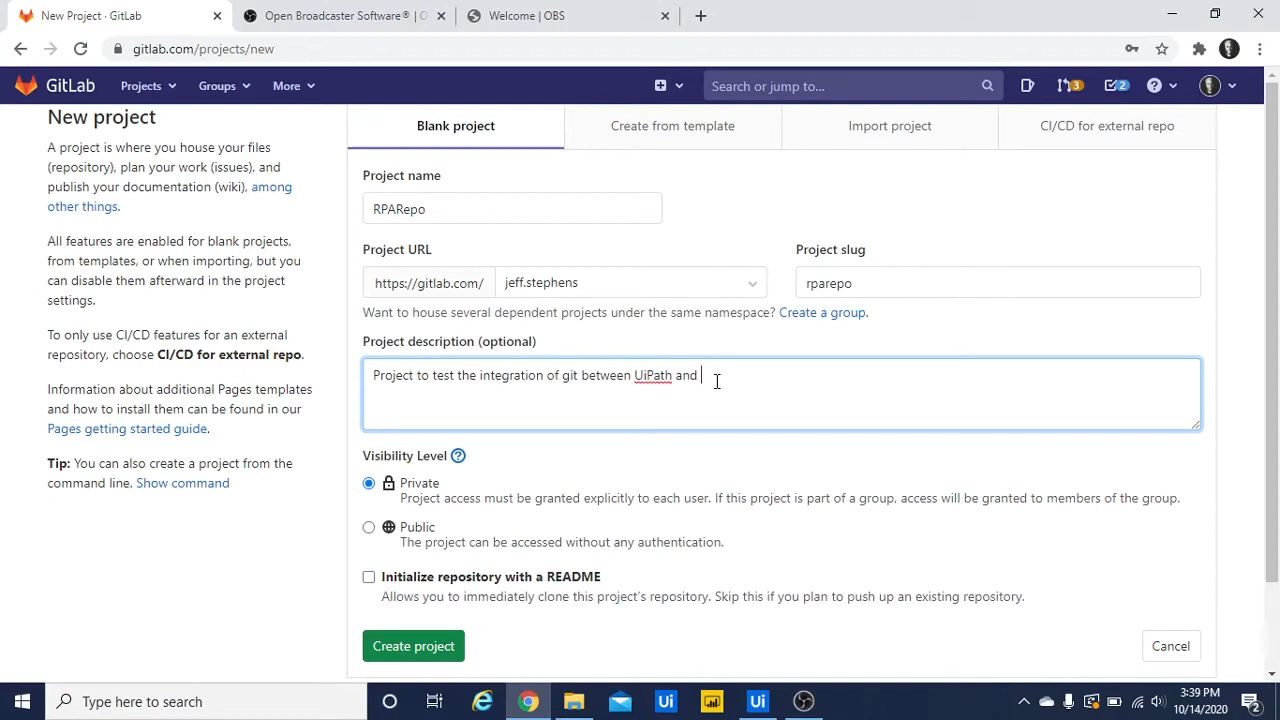 New Project · GitLab
Open Broadcaster Software® | O
Welcome | OBS
gitlab.com/projects/new
GitLab
Projects
Groups
More
Search or jump to...
3
2
New project
A project is where you house your files
(repository), plan your work (issues), and
publish your documentation (wiki), among
other things.
All features are enabled for blank projects,
from templates, or when importing, but you
can disable them afterward in the project
settings.
To only use CI/CD features for an external
repository, choose CI/CD for external repo.
Information about additional Pages templates
and how to install them can be found in our
Pages getting started guide.
Tip: You can also create a project from the
command line. Show command
Blank project
Create from template
Import project
CI/CD for external repo
Project name
RPARepo
Project URL
Project slug
https://gitlab.com/
jeff.stephens
rparepo
Want to house several dependent projects under the same namespace? Create a group.
Project description (optional)
Project to test the integration of git between UiPath and
Visibility Level
Private
Project access must be granted explicitly to each user. If this project is part of a group, access will be granted to members of the group.
Public
The project can be accessed without any authentication.
Initialize repository with a README
Allows you to immediately clone this project's repository. Skip this if you plan to push up an existing repository.
Create project
Cancel
Type here to search
Ui
Ui
3:39 PM
10/14/2020
2